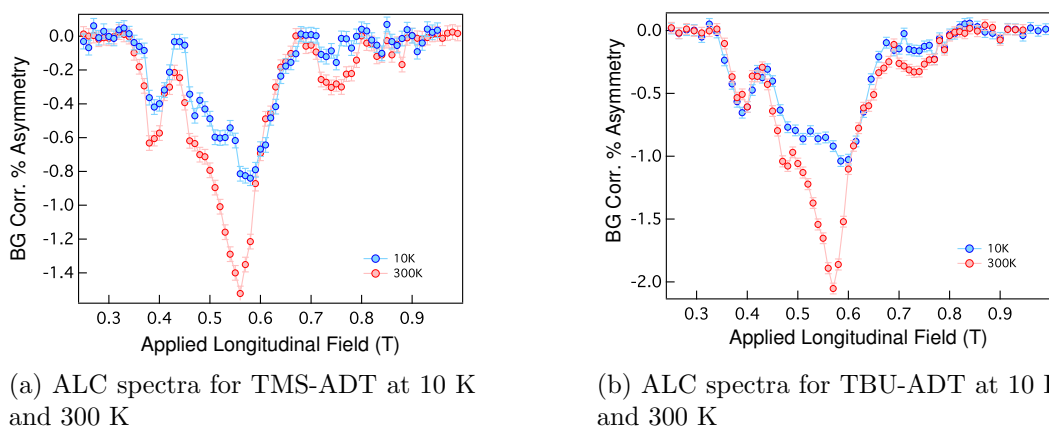 0.0
-0.2
-0.4
-0.6
-0.8
-1.0
-1.2
-1.4
BG Corr. % Asymmetry
10K
300K
0.3 0.4 0.5 0.6 0.7 0.8 0.9
Applied Longitudinal Field (T)
(a) ALC spectra for TMS-ADT at 10 K
and 300 K
0.0
-0.5
-1.0
-1.5
-2.0
BG Corr. % Asymmetry
10K
300K
0.3 0.4 0.5 0.6 0.7 0.8 0.9
Applied Longitudinal Field (T)
(b) ALC spectra for TBU-ADT at 10
and 300 K